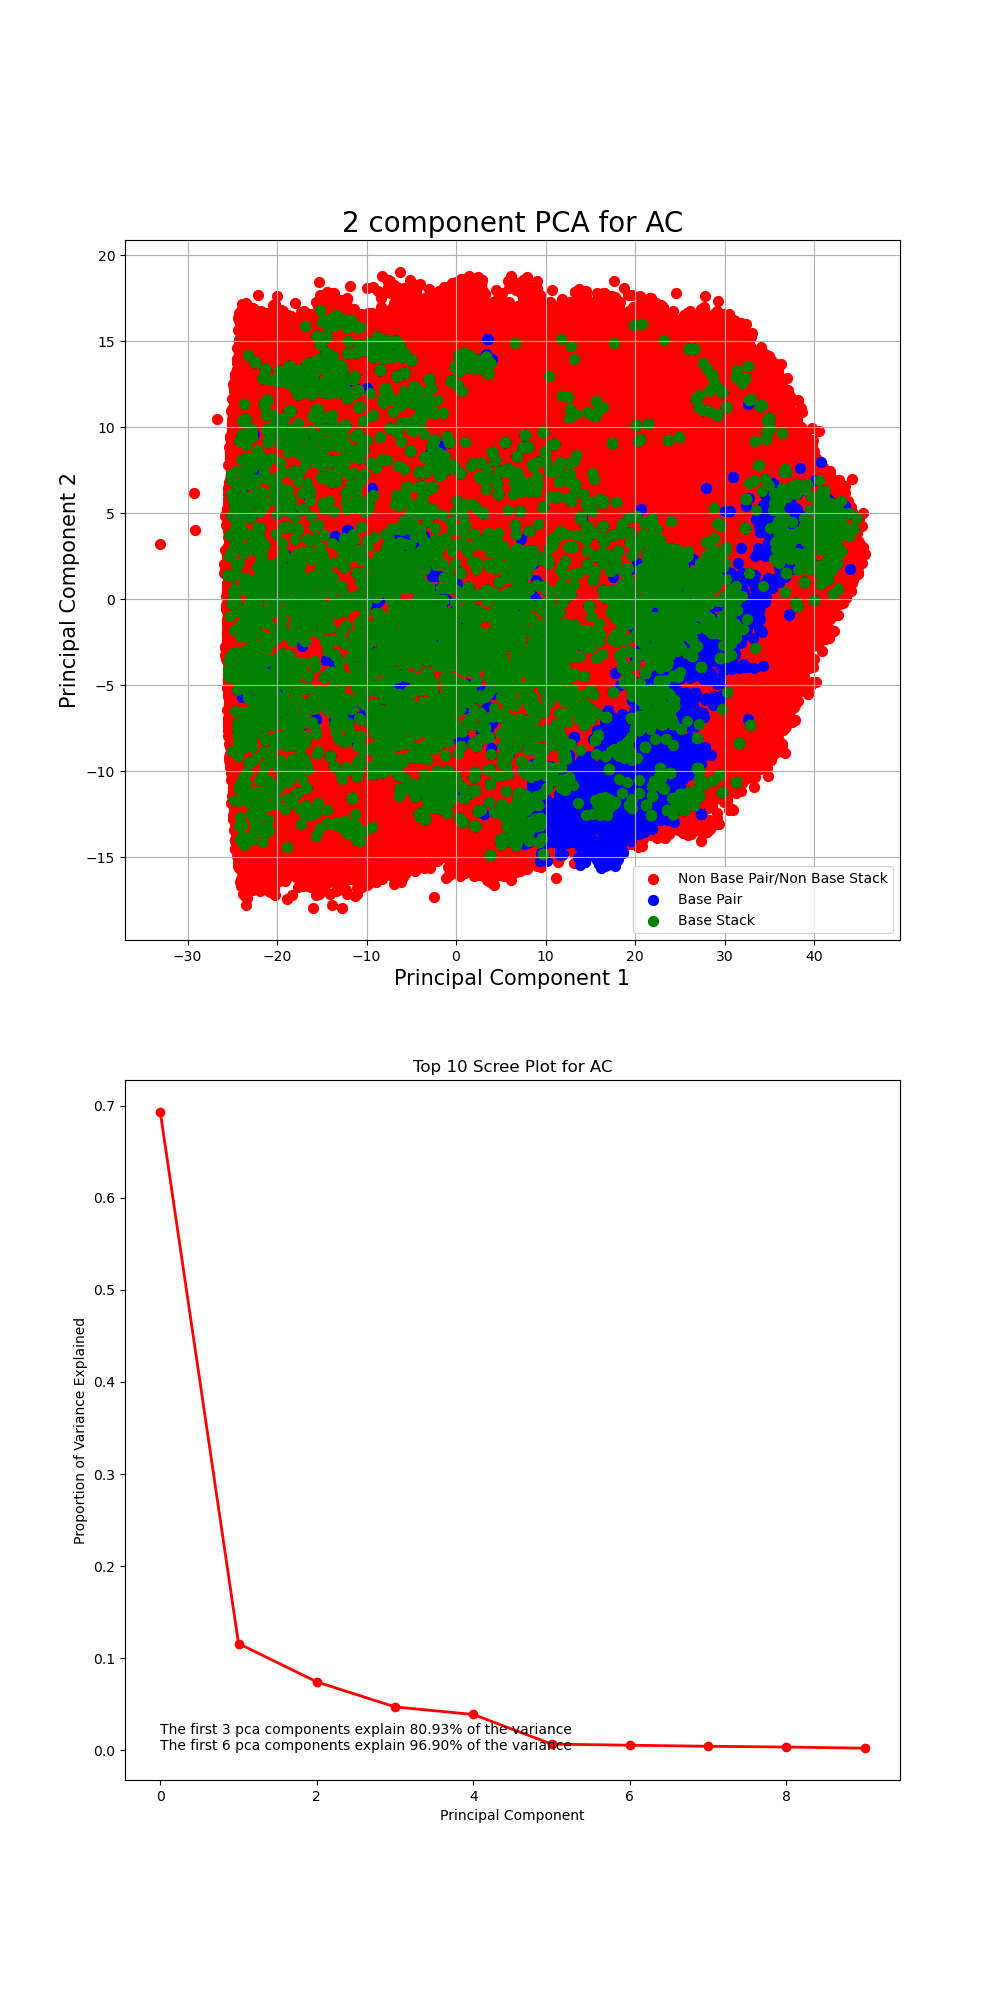 2 component PCA for AC
20
15
10
5
0
−5
−10
−15
Principal Component 2
Non Base Pair/Non Base Stack
Base Pair
Base Stack
−30 −20 −10 0 10 20 30 40
Principal Component 1
Top 10 Scree Plot for AC
0.7
0.6
0.5
0.4
0.3
0.2
0.1
0.0
Proportion of Variance Explained
The first 3 pca components explain 80.93% of the variance
The first 6 pca components explain 96.90% of the variance
0 2 4 6 8
Principal Component